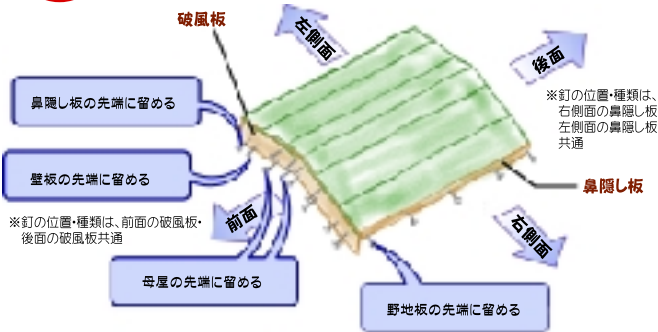 破風板
左側面
後面
鼻隠し板の先端に留める
※釘の位置・種類は、
右側面の鼻隠し板
左側面の鼻隠し板
共通
壁板の先端に留める
鼻隠し板
※釘の位置・種類は、前面の破風板・
後面の破風板共通
前面
右側面
母屋の先端に留める
野地板の先端に留める